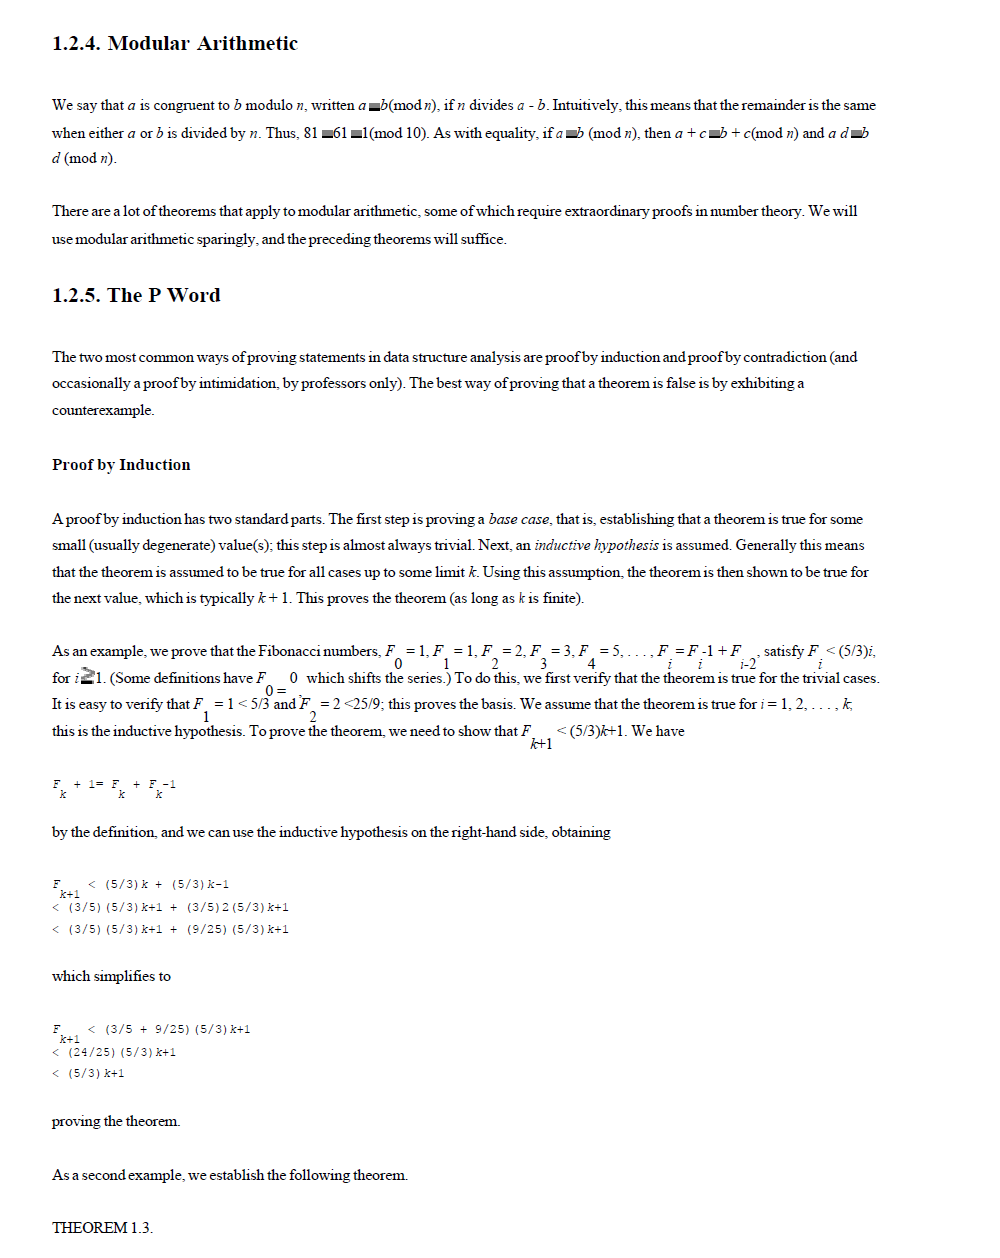 1.2.4. Modular Arithmetic
We say that a is congruent to b modulo n, written a ≡ b(mod n), if n divides a - b. Intuitively, this means that the remainder is the same
when either a or b is divided by n. Thus, 81 ≡ 61 ≡ 1(mod 10). As with equality, if a ≡ b (mod n), then a + c ≡ b + c(mod n) and a d ≡ b
d (mod n).
There are a lot of theorems that apply to modular arithmetic, some of which require extraordinary proofs in number theory. We will
use modular arithmetic sparingly, and the preceding theorems will suffice.
1.2.5. The P Word
The two most common ways of proving statements in data structure analysis are proof by induction and proof by contradiction (and
occasionally a proof by intimidation, by professors only). The best way of proving that a theorem is false is by exhibiting a
counterexample.
Proof by Induction
A proof by induction has two standard parts. The first step is proving a base case, that is, establishing that a theorem is true for some
small (usually degenerate) value(s); this step is almost always trivial. Next, an inductive hypothesis is assumed. Generally this means
that the theorem is assumed to be true for all cases up to some limit k. Using this assumption, the theorem is then shown to be true for
the next value, which is typically k + 1. This proves the theorem (as long as k is finite).
As an example, we prove that the Fibonacci numbers, F0 = 1, F1 = 1, F2 = 2, F3 = 3, F4 = 5, . . . , Fi = Fi -1 + Fi-2, satisfy Fi < (5/3)i,
for i ≥ 1. (Some definitions have F0 = 0, which shifts the series.) To do this, we first verify that the theorem is true for the trivial cases.
It is easy to verify that F1 = 1 < 5/3 and F2 = 2 <25/9; this proves the basis. We assume that the theorem is true for i = 1, 2, . . . , k;
this is the inductive hypothesis. To prove the theorem, we need to show that Fk+1 < (5/3)k+1. We have
Fk + 1= Fk + Fk -1
by the definition, and we can use the inductive hypothesis on the right-hand side, obtaining
Fk+1 < (5/3)k + (5/3)k-1
< (3/5)(5/3)k+1 + (3/5)2(5/3)k+1
< (3/5)(5/3)k+1 + (9/25)(5/3)k+1
which simplifies to
Fk+1 < (3/5 + 9/25)(5/3)k+1
< (24/25)(5/3)k+1
< (5/3)k+1
proving the theorem.
As a second example, we establish the following theorem.
THEOREM 1.3.